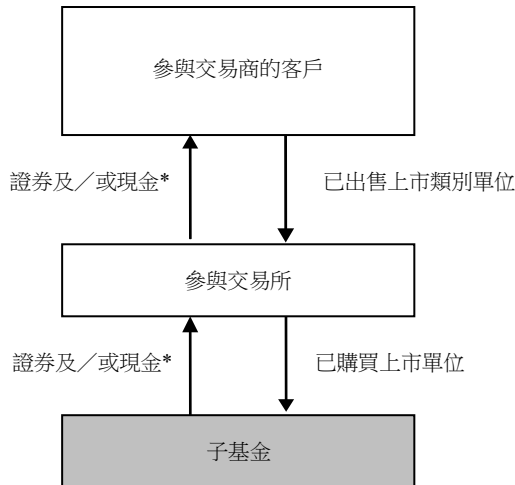 參與交易商的客戶
證券及／或現金*
已出售上市類別單位
參與交易所
證券及／或現金*
已購買上市單位
子基金